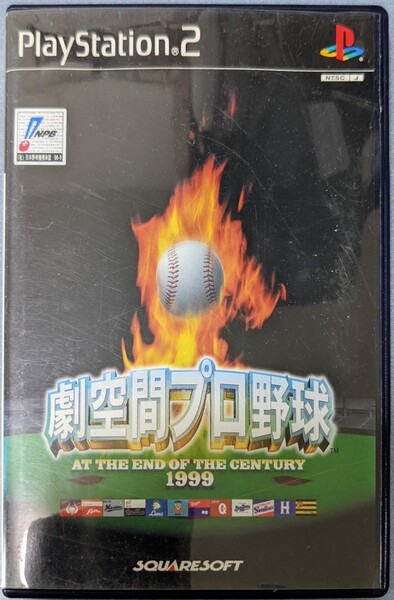 PlayStation®2
NTSC J
NPB
劇空間プロ野球
TM
AT THE END OF THE CENTURY
1999
SQUARESOFT